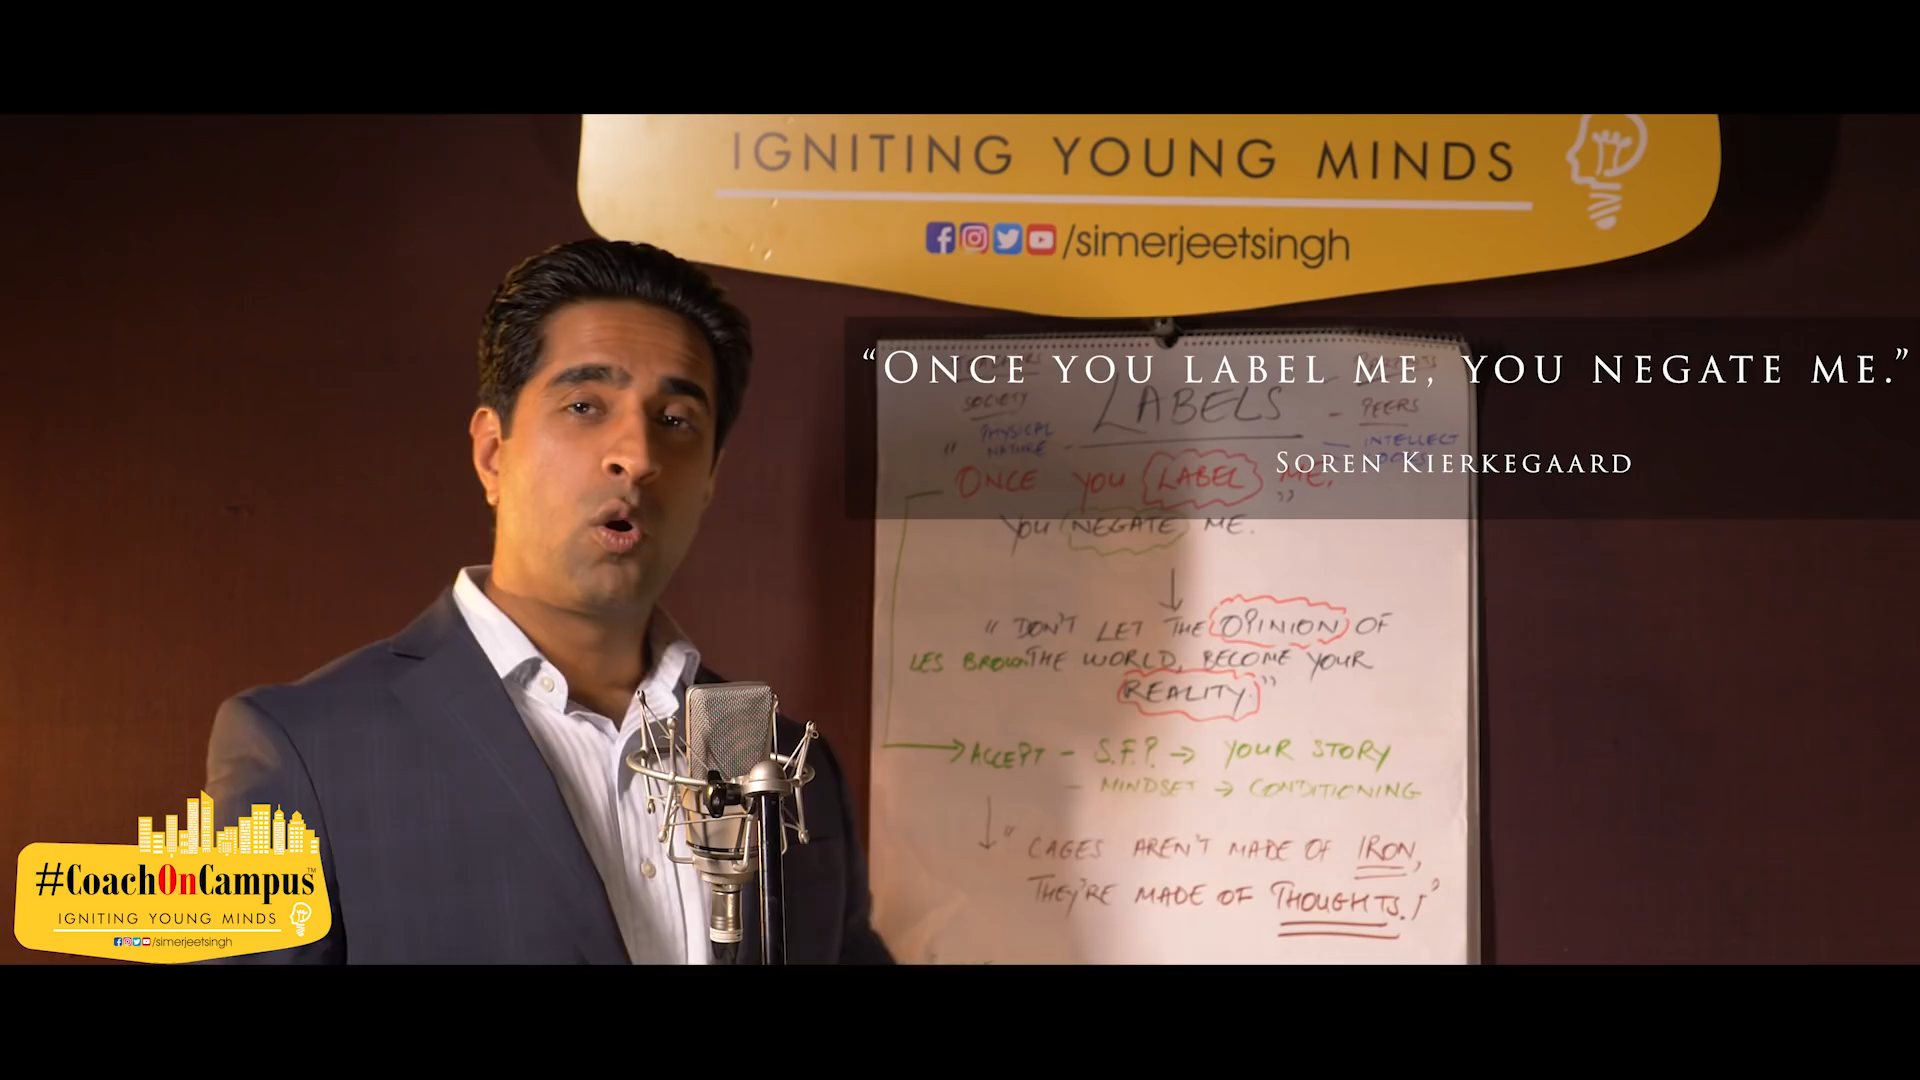 IGNITING YOUNG MINDS
/simerjeetsingh
“ONCE YOU LABEL ME, YOU NEGATE ME.”
SOREN KIERKEGAARD
SOCIETY
LABELS
- PEERS
PHYSICAL
NATURE -
- INTELLECT
“ ONCE YOU LABEL ME,
YOU NEGATE ME. ”
“ DON'T LET THE OPINION OF
LES BROWN THE WORLD, BECOME YOUR
REALITY.”
ACCEPT - S.F.P. → YOUR STORY
- MINDSET → CONDITIONING
“ CAGES AREN'T MADE OF IRON,
THEY'RE MADE OF THOUGHTS.!”
#CoachOnCampus™
IGNITING YOUNG MINDS
/simerjeetsingh